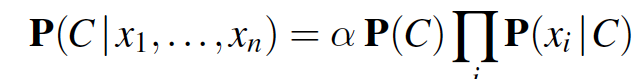 P(C|x₁,...,xₙ) = α P(C) ∏ᵢ P(xᵢ|C)